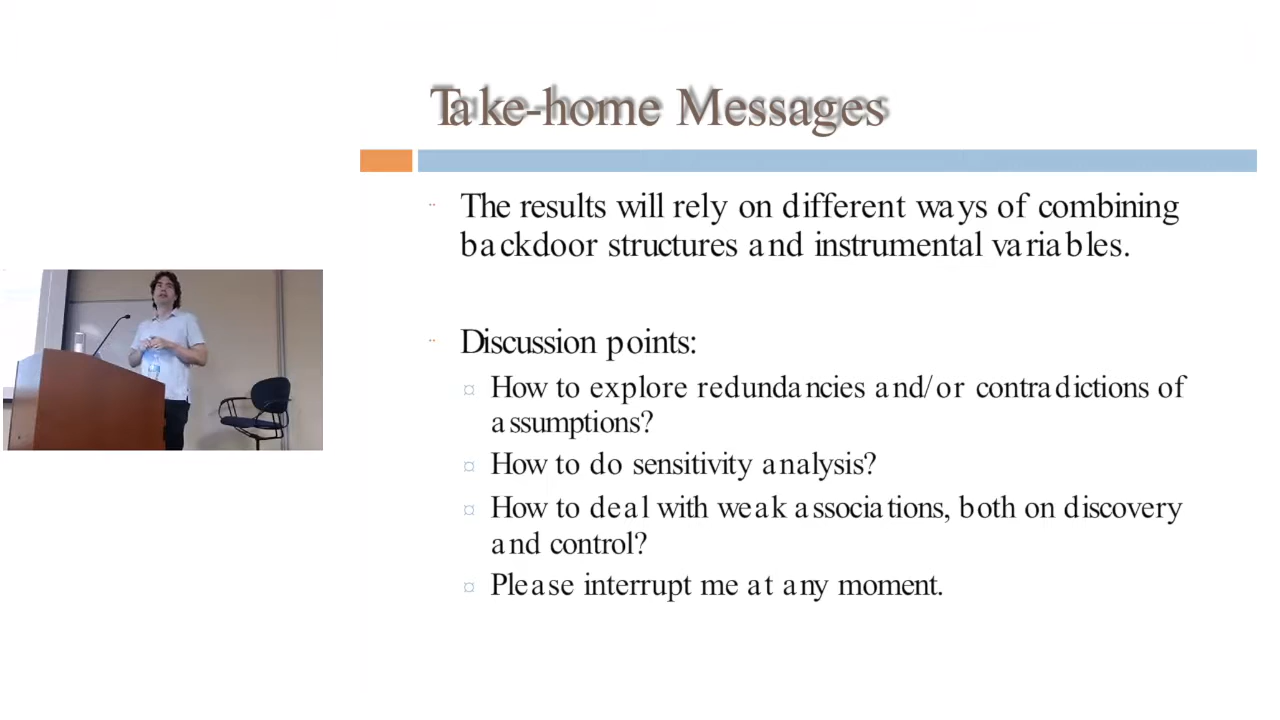 Take-home Messages
The results will rely on different ways of combining
backdoor structures and instrumental variables.
Discussion points:
How to explore redundancies and/or contradictions of
assumptions?
How to do sensitivity analysis?
How to deal with weak associations, both on discovery
and control?
Please interrupt me at any moment.